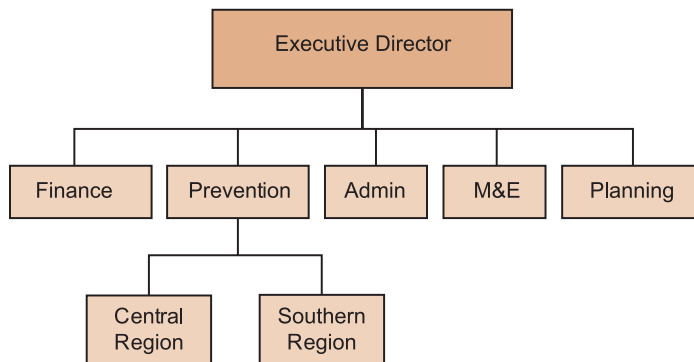 Executive Director
Finance
Prevention
Admin
M&E
Planning
Central
Region
Southern
Region